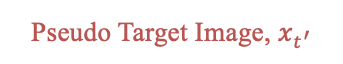 Pseudo Target Image, $x_{t'}$